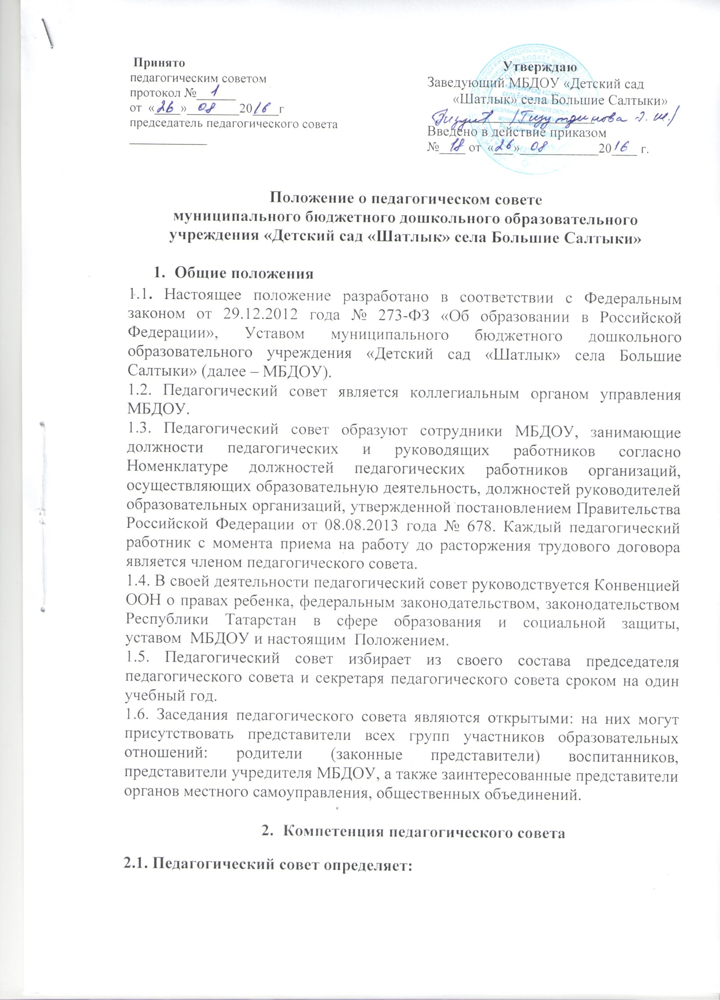 Принято
педагогическим советом
протокол №______1
от «26» 08 2016 г
председатель педагогического совета
____________
Утверждаю
Заведующий МБДОУ «Детский сад
«Шатлык» села Большие Салтыки»
/Гизутдинова Э. Ш./
Введено в действие приказом
№ 18 от «26» 08 2016 г.
Положение о педагогическом совете
муниципального бюджетного дошкольного образовательного
учреждения «Детский сад «Шатлык» села Большие Салтыки»
1. Общие положения
1.1. Настоящее положение разработано в соответствии с Федеральным
законом от 29.12.2012 года № 273-ФЗ «Об образовании в Российской
Федерации», Уставом муниципального бюджетного дошкольного
образовательного учреждения «Детский сад «Шатлык» села Большие
Салтыки» (далее – МБДОУ).
1.2. Педагогический совет является коллегиальным органом управления
МБДОУ.
1.3. Педагогический совет образуют сотрудники МБДОУ, занимающие
должности педагогических и руководящих работников согласно
Номенклатуре должностей педагогических работников организаций,
осуществляющих образовательную деятельность, должностей руководителей
образовательных организаций, утвержденной постановлением Правительства
Российской Федерации от 08.08.2013 года № 678. Каждый педагогический
работник с момента приема на работу до расторжения трудового договора
является членом педагогического совета.
1.4. В своей деятельности педагогический совет руководствуется Конвенцией
ООН о правах ребенка, федеральным законодательством, законодательством
Республики Татарстан в сфере образования и социальной защиты,
уставом МБДОУ и настоящим Положением.
1.5. Педагогический совет избирает из своего состава председателя
педагогического совета и секретаря педагогического совета сроком на один
учебный год.
1.6. Заседания педагогического совета являются открытыми: на них могут
присутствовать представители всех групп участников образовательных
отношений: родители (законные представители) воспитанников,
представители учредителя МБДОУ, а также заинтересованные представители
органов местного самоуправления, общественных объединений.
2. Компетенция педагогического совета
2.1. Педагогический совет определяет: